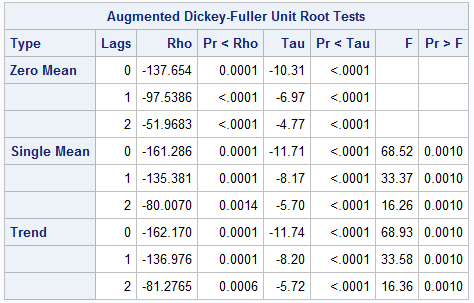 Augmented Dickey-Fuller Unit Root Tests
Type Lags Rho Pr < Rho Tau Pr < Tau F Pr > F
Zero Mean 0 -137.654 0.0001 -10.31 <.0001
1 -97.5386 <.0001 -6.97 <.0001
2 -51.9683 <.0001 -4.77 <.0001
Single Mean 0 -161.286 0.0001 -11.71 <.0001 68.52 0.0010
1 -135.381 0.0001 -8.17 <.0001 33.37 0.0010
2 -80.0070 0.0014 -5.70 <.0001 16.26 0.0010
Trend 0 -162.170 0.0001 -11.74 <.0001 68.93 0.0010
1 -136.976 0.0001 -8.20 <.0001 33.58 0.0010
2 -81.2765 0.0006 -5.72 <.0001 16.36 0.0010